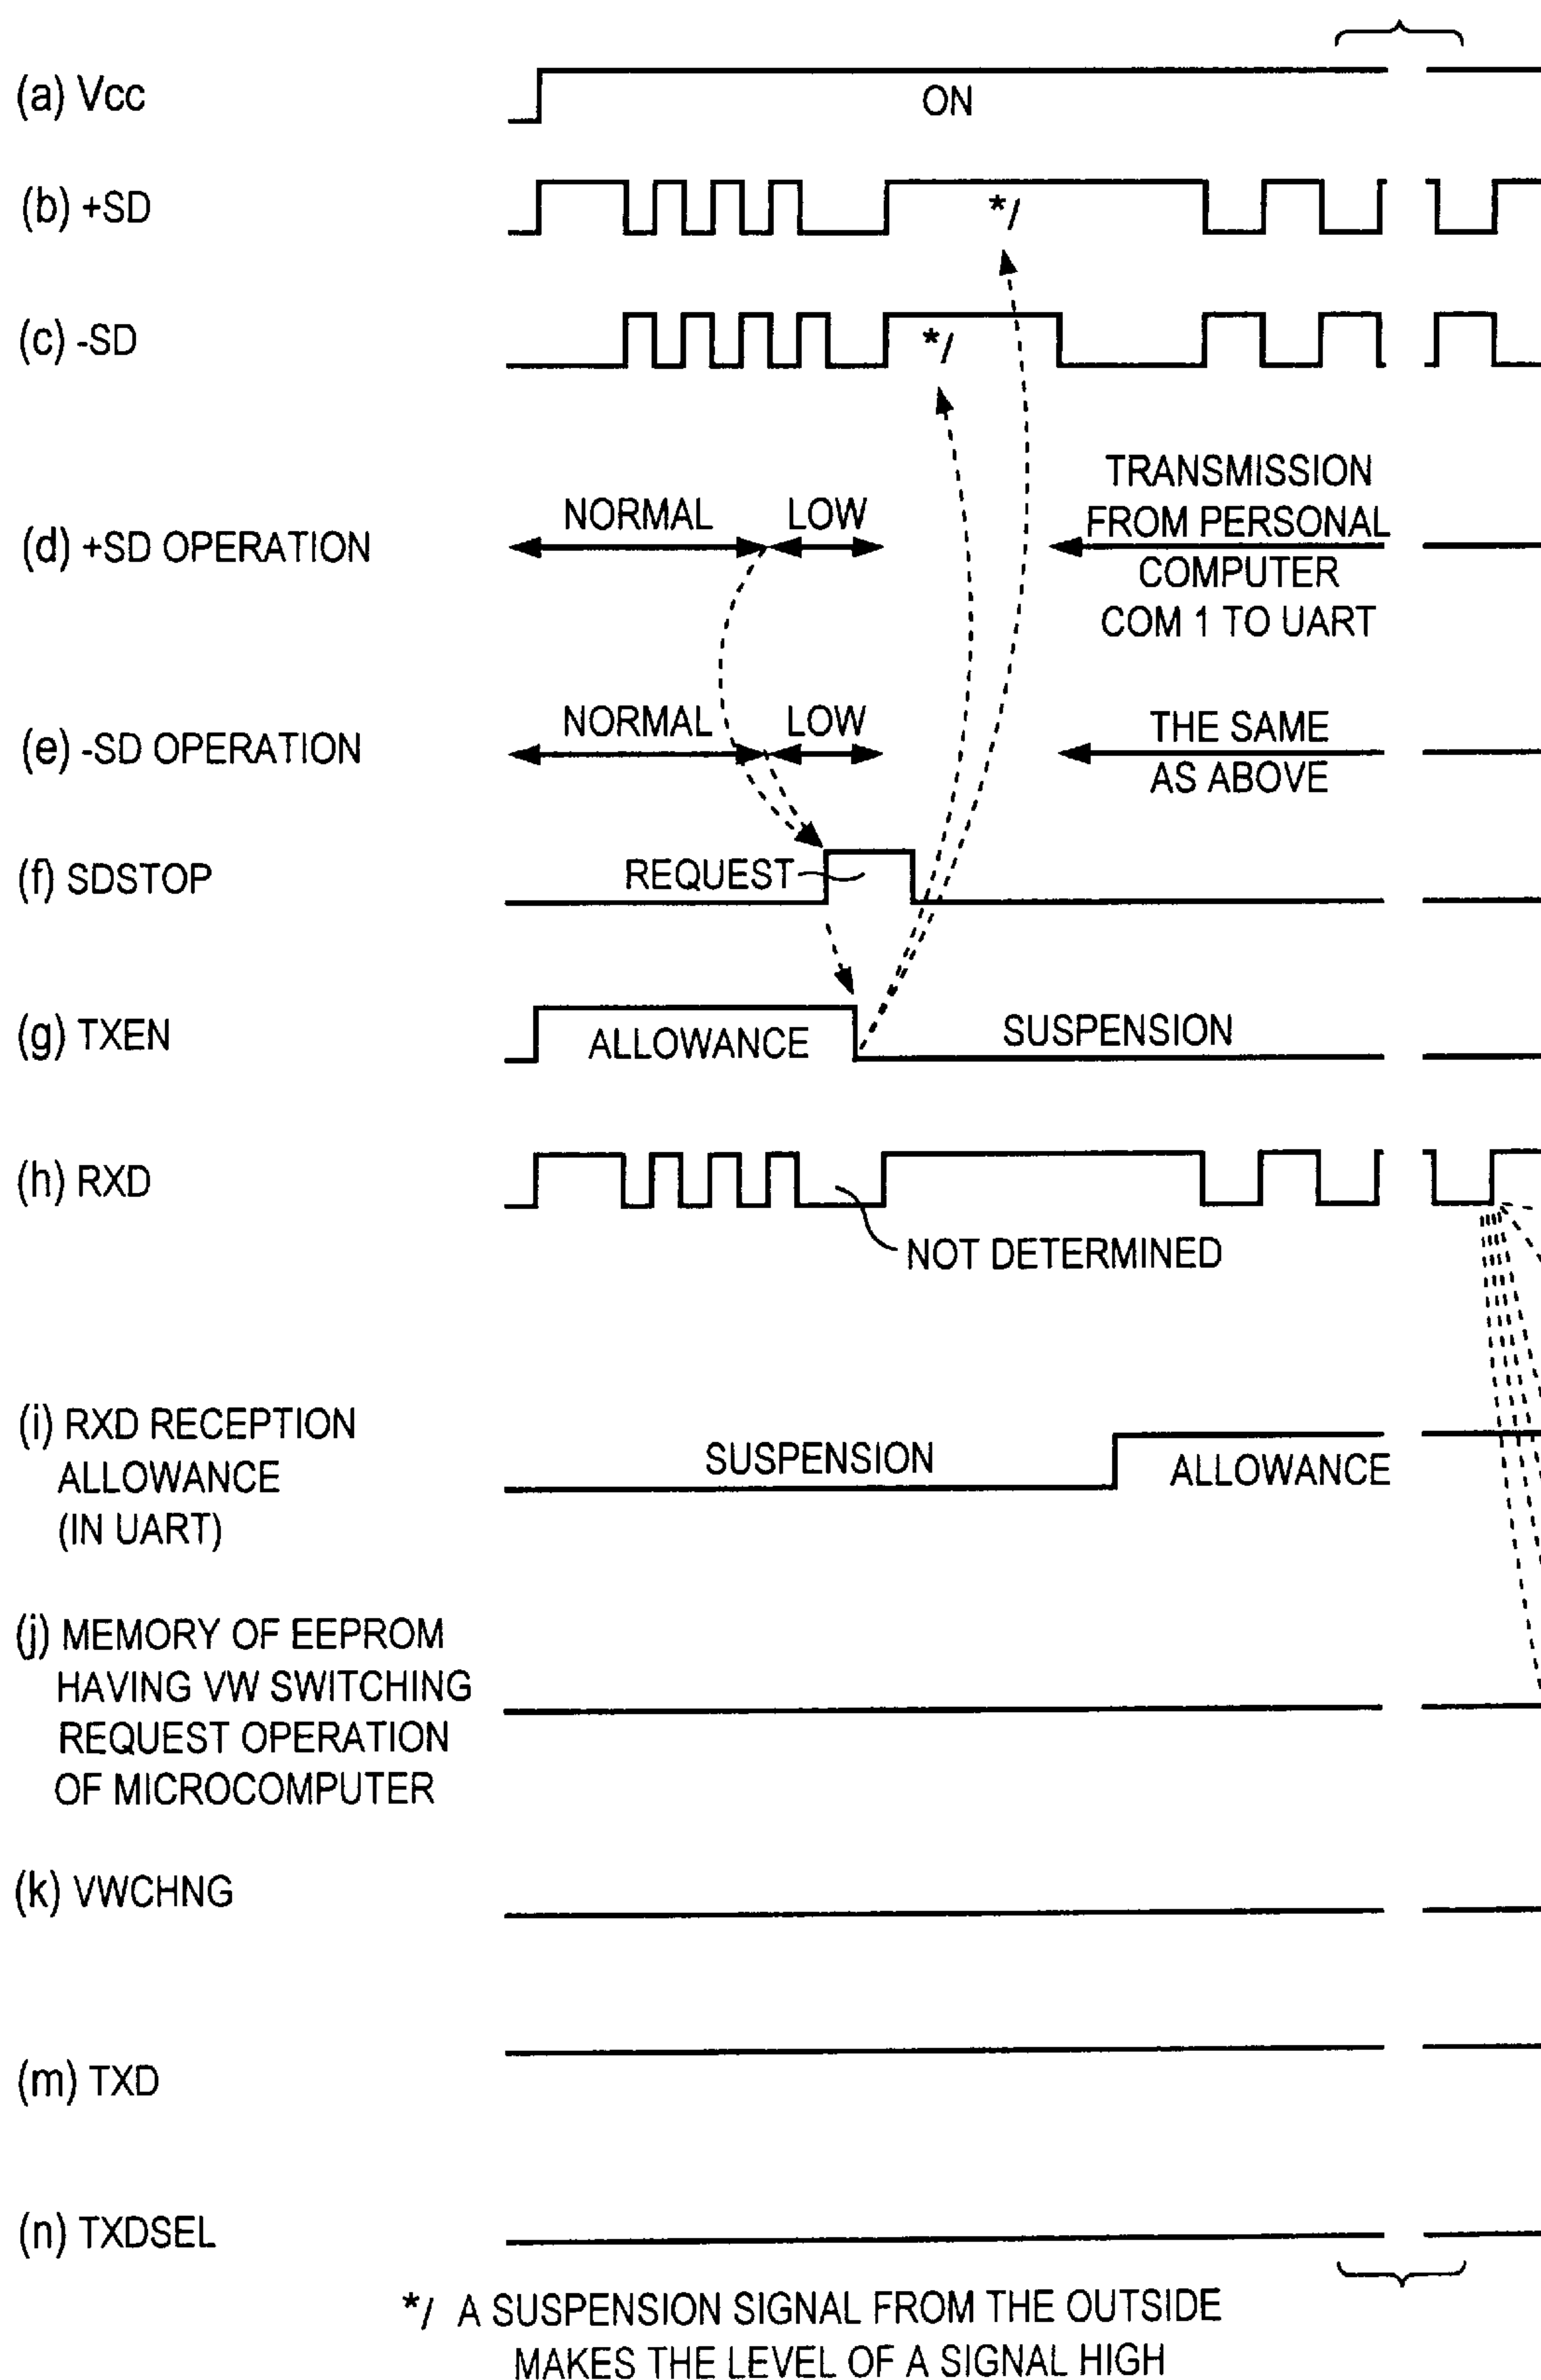 (a) Vcc
ON
(b) +SD
*/
(c) -SD
*/
(d) +SD OPERATION
NORMAL
LOW
TRANSMISSION
FROM PERSONAL
COMPUTER
COM 1 TO UART
(e) -SD OPERATION
NORMAL
LOW
THE SAME
AS ABOVE
(f) SDSTOP
REQUEST
(g) TXEN
ALLOWANCE
SUSPENSION
(h) RXD
NOT DETERMINED
(i) RXD RECEPTION
ALLOWANCE
(IN UART)
SUSPENSION
ALLOWANCE
(j) MEMORY OF EEPROM
HAVING VW SWITCHING
REQUEST OPERATION
OF MICROCOMPUTER
(k) VWCHNG
(m) TXD
(n) TXDSEL
*/ A SUSPENSION SIGNAL FROM THE OUTSIDE
MAKES THE LEVEL OF A SIGNAL HIGH